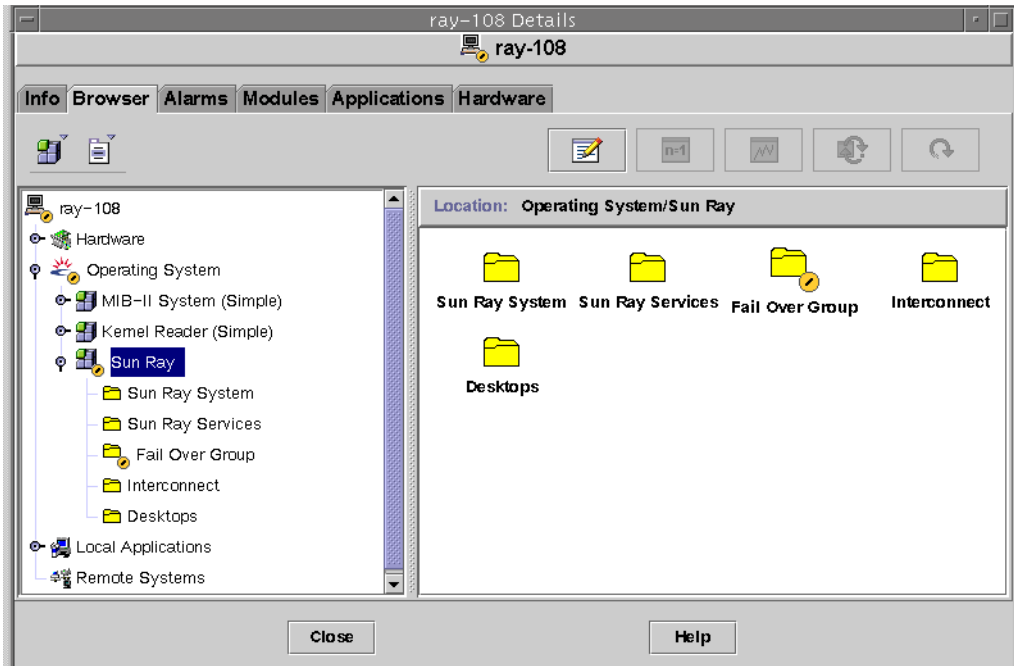 ray-108 Details
ray-108
Info Browser Alarms Modules Applications Hardware
n=1
ray-108
Hardware
Operating System
MIB-II System (Simple)
Kernel Reader (Simple)
Sun Ray
Sun Ray System
Sun Ray Services
Fail Over Group
Interconnect
Desktops
Local Applications
Remote Systems
Location: Operating System/Sun Ray
Sun Ray System Sun Ray Services Fail Over Group Interconnect
Desktops
Close Help